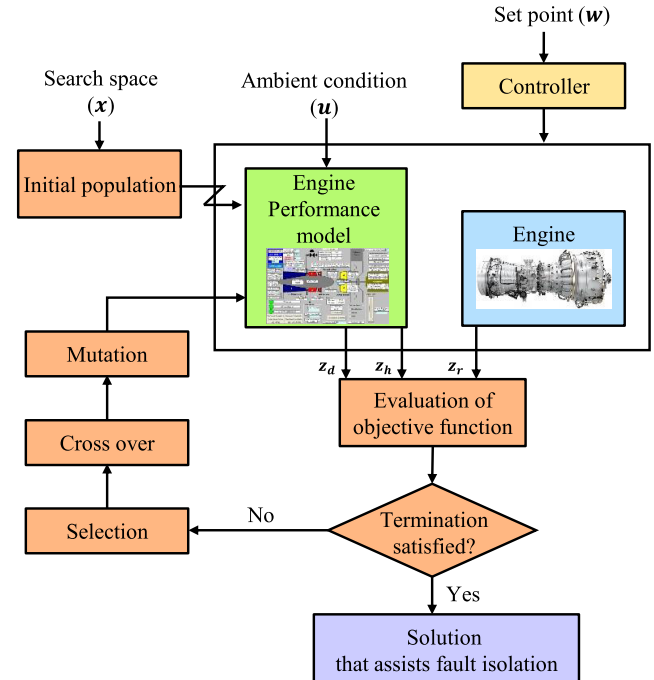 Set point (w)
Search space
(x)
Ambient condition
(u)
Controller
Initial population
Engine
Performance
model
Engine
Mutation
z_d
z_h
z_r
Evaluation of
objective function
Cross over
Selection
No
Termination
satisfied?
Yes
Solution
that assists fault isolation